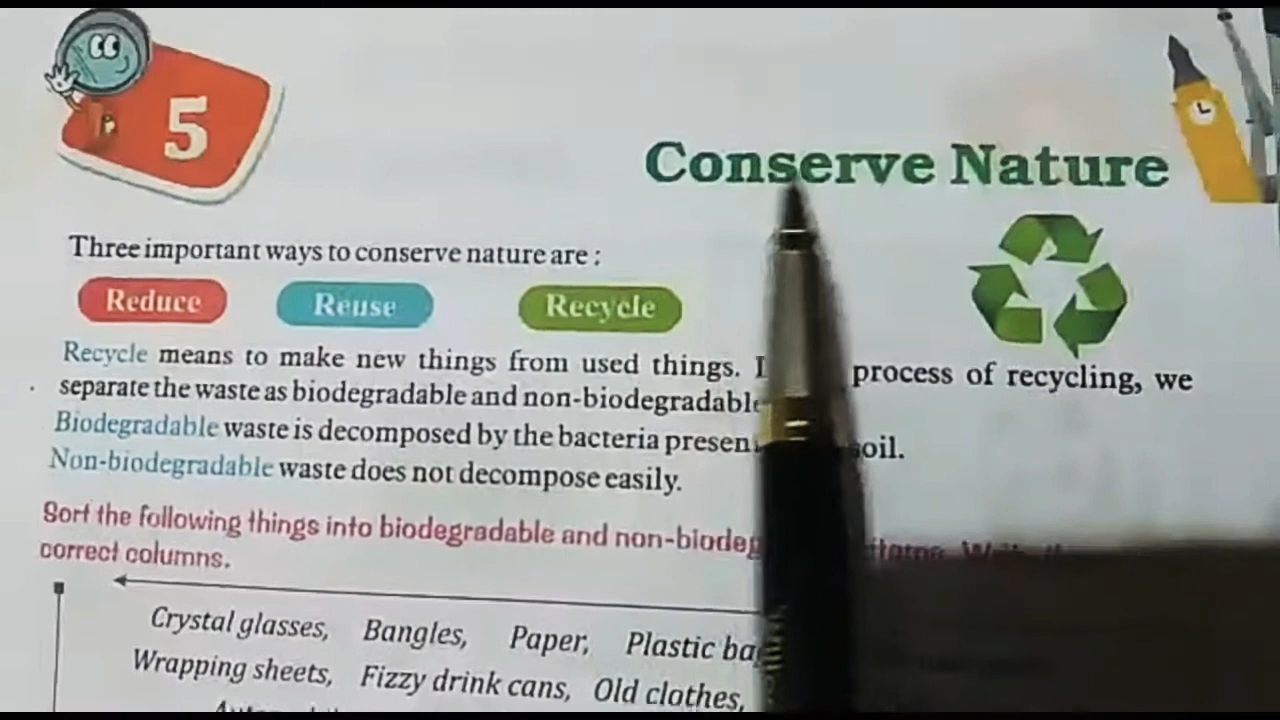 5
Conserve Nature
Three important ways to conserve nature are :
Reduce Reuse Recycle
Recycle means to make new things from used things. process of recycling, we
separate the waste as biodegradable and non-biodegradable
Biodegradable waste is decomposed by the bacteria present soil.
Non-biodegradable waste does not decompose easily.
Sort the following things into biodegradable and non-biodeg
correct columns.
Crystal glasses, Bangles, Paper, Plastic
Wrapping sheets, Fizzy drink cans, Old clothes,